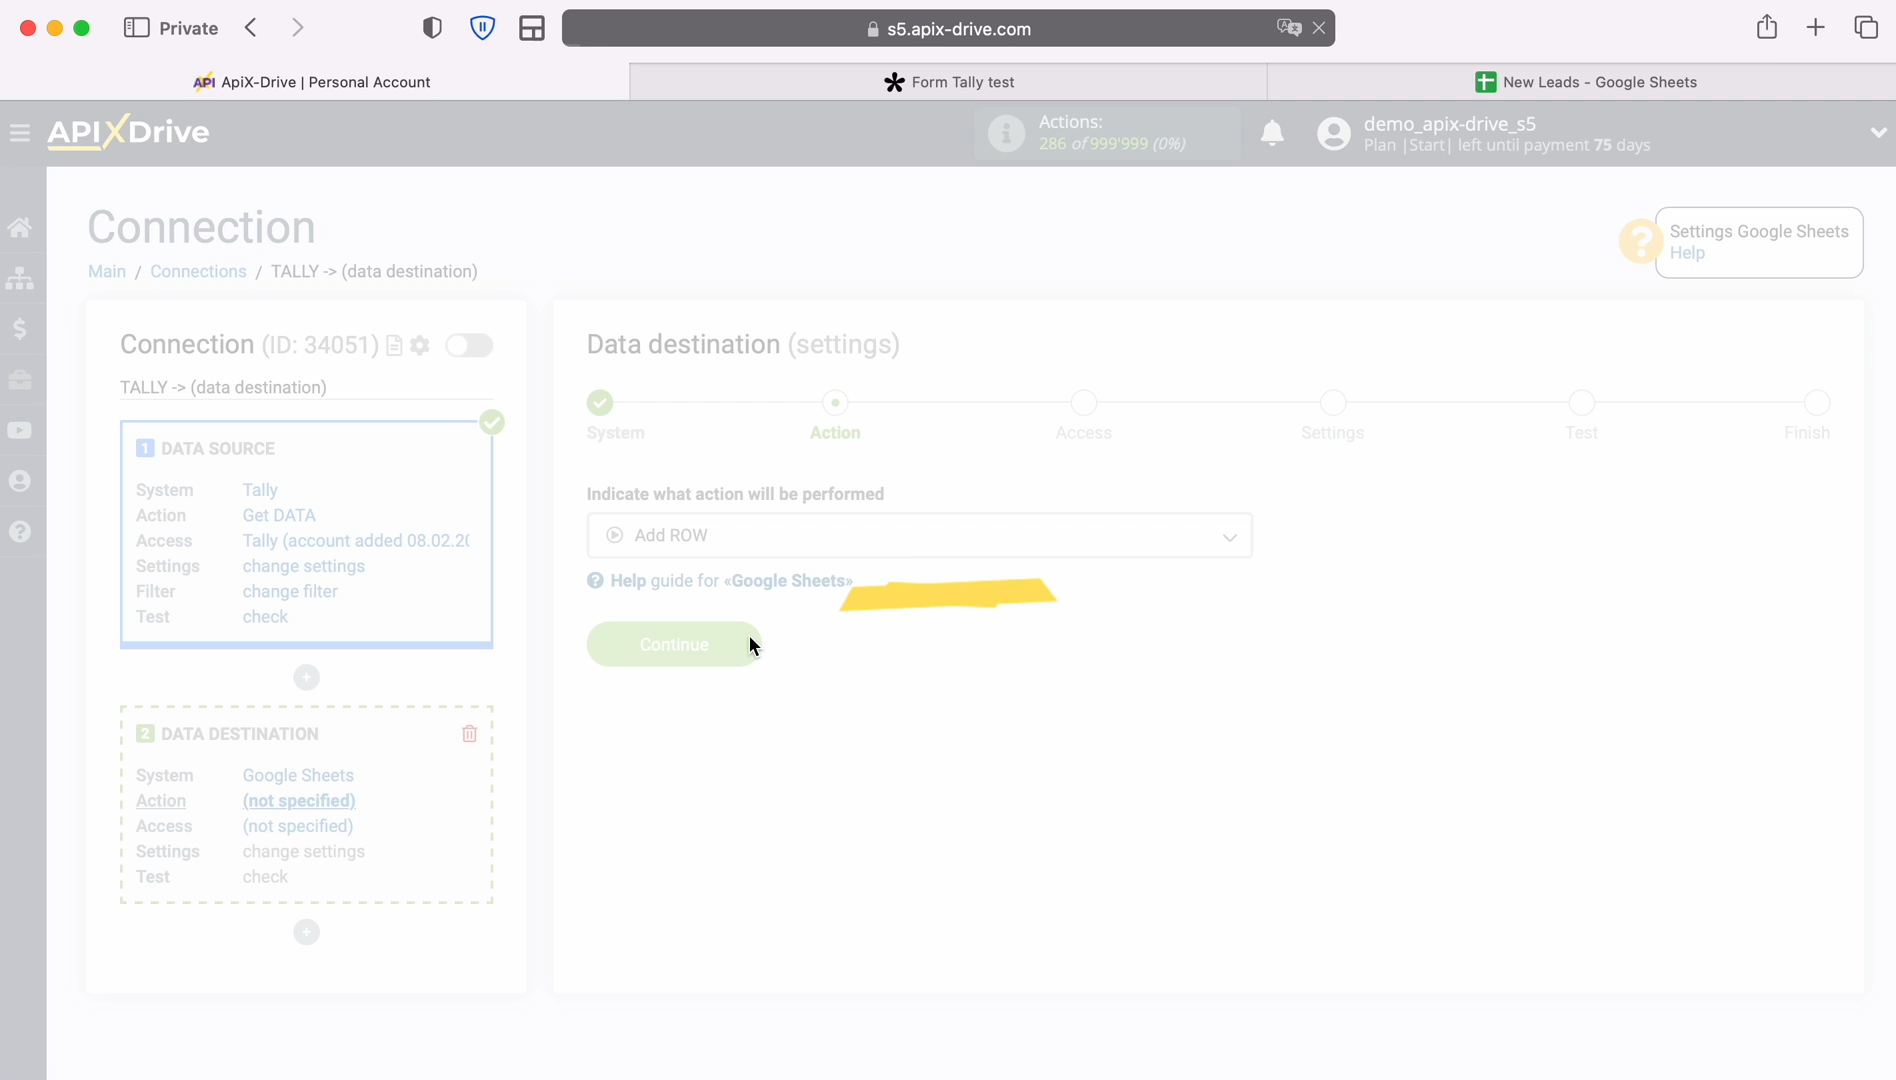 Private
s5.apix-drive.com
API ApiX-Drive | Personal Account
Form Tally test
New Leads - Google Sheets
APIXDrive
Actions:
286 of 999'999 (0%)
demo_apix-drive_s5
Plan |Start| left until payment 75 days
Connection
Main / Connections / TALLY -> (data destination)
Settings Google Sheets
Help
Connection (ID: 34051)
TALLY -> (data destination)
1 DATA SOURCE
System Tally
Action Get DATA
Access Tally (account added 08.02.20
Settings change settings
Filter change filter
Test check
2 DATA DESTINATION
System Google Sheets
Action (not specified)
Access (not specified)
Settings change settings
Test check
Data destination (settings)
System Action Access Settings Test Finish
Indicate what action will be performed
Add ROW
Help guide for «Google Sheets»
Continue